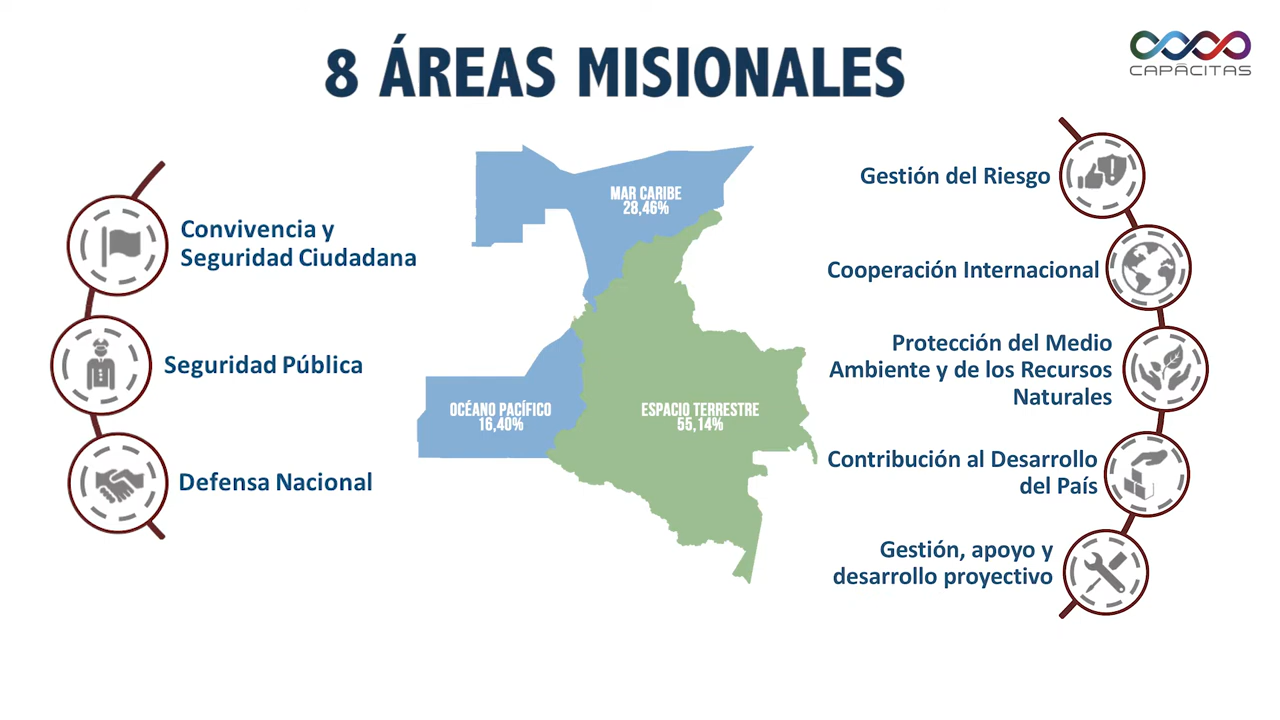 8 ÁREAS MISIONALES
CAPĀCITAS
Convivencia y
Seguridad Ciudadana
Seguridad Pública
Defensa Nacional
MAR CARIBE
28,46%
OCÉANO PACÍFICO
16,40%
ESPACIO TERRESTRE
55,14%
Gestión del Riesgo
Cooperación Internacional
Protección del Medio
Ambiente y de los Recursos
Naturales
Contribución al Desarrollo
del País
Gestión, apoyo y
desarrollo proyectivo